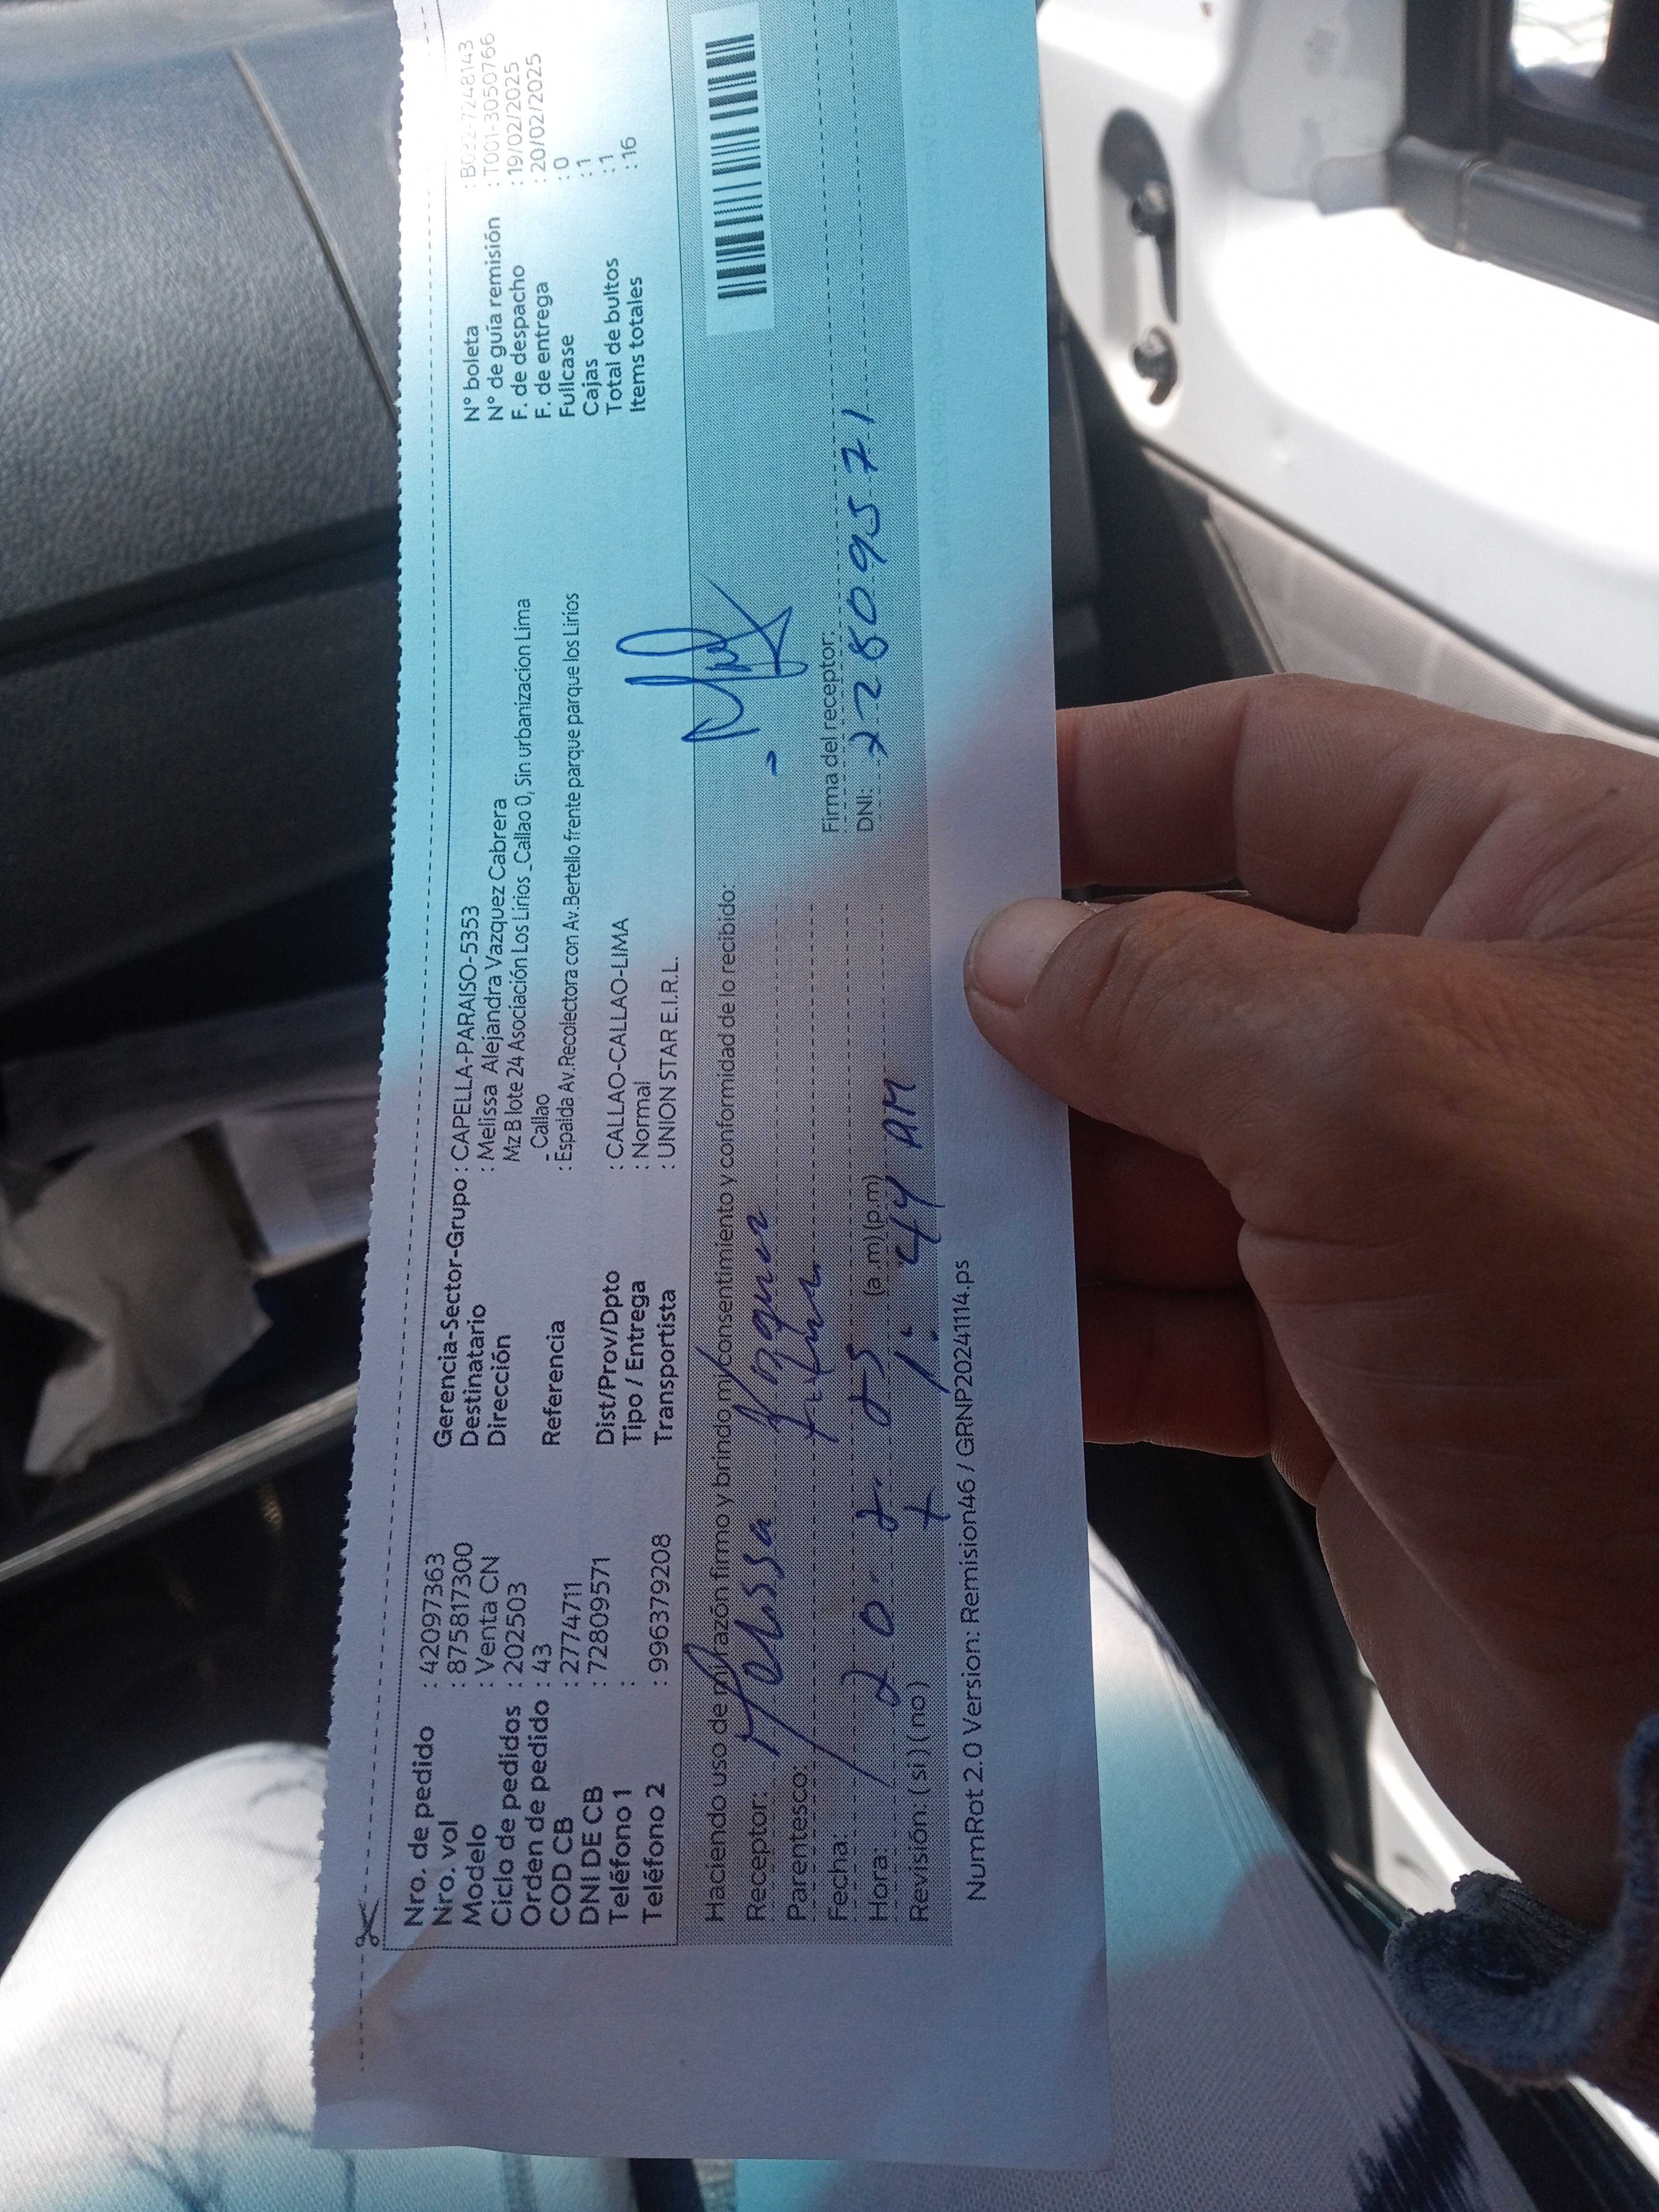 Nro. de pedido : 42097363
Nro. vol : 875817300
Modelo : Venta CN
Ciclo de pedidos : 202503
Orden de pedido : 43
COD CB : 2774711
DNI DE CB : 72809571
Teléfono 1 :
Teléfono 2 : 996379208
Gerencia-Sector-Grupo : CAPELLA-PARAISO-5353
Destinatario : Melissa Alejandra Vazquez Cabrera
Dirección Mz B lote 24 Asociación Los Lirios _Callao 0, Sin urbanizacion Lima
- Callao
Referencia : Espalda Av.Recolectora con Av.Bertello frente parque parque los Lirios
Dist/Prov/Dpto : CALLAO-CALLAO-LIMA
Tipo / Entrega : Normal
Transportista : UNION STAR E.I.R.L.
N° boleta : B032-7248143
N° de guía remisión : T001-3050766
F. de despacho : 19/02/2025
F. de entrega : 20/02/2025
Fullcase : 0
Cajas : 1
Total de bultos : 1
Items totales : 16
Haciendo uso de mi razón firmo y brindo mi consentimiento y conformidad de lo recibido:
Receptor: Melissa
Parentesco:
Fecha: 20. 2. 25
Hora: (a .m) (p.m)
44 AM
Revisión: (si) (no)
Firma del receptor:
DNI: 72809571
NumRot 2.0 Version: Remision46 / GRNP20241114.ps